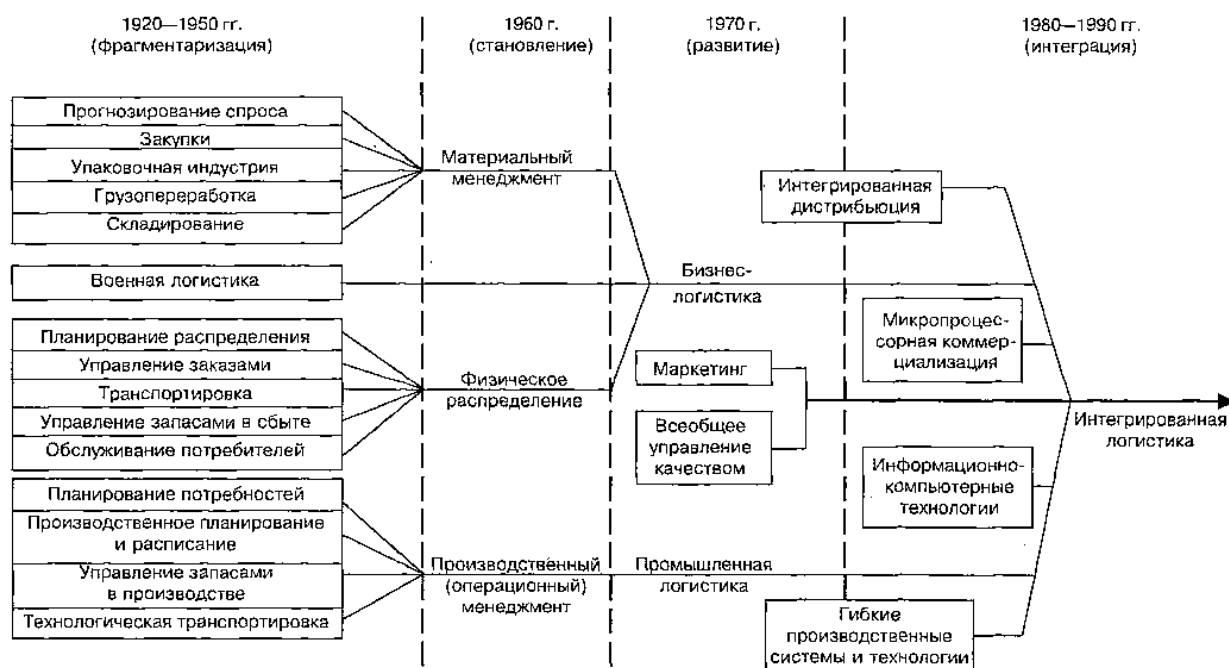 1920—1950 гг.
(фрагментаризация)
1960 г.
(становление)
1970 г.
(развитие)
1980—1990 гг.
(интеграция)
Прогнозирование спроса
Закупки
Упаковочная индустрия
Грузопереработка
Складирование
Военная логистика
Планирование распределения
Управление заказами
Транспортировка
Управление запасами в сбыте
Обслуживание потребителей
Планирование потребностей
Производственное планирование
и расписание
Управление запасами
в производстве
Технологическая транспортировка
Материальный
менеджмент
Физическое
распределение
Производственный
(операционный)
менеджмент
Бизнес-
логистика
Маркетинг
Всеобщее
управление
качеством
Промышленная
логистика
Интегрированная
дистрибьюция
Микропроцес-
сорная коммер-
циализация
Интегрированная
логистика
Информационно-
компьютерные
технологии
Гибкие
производственные
системы и технологии